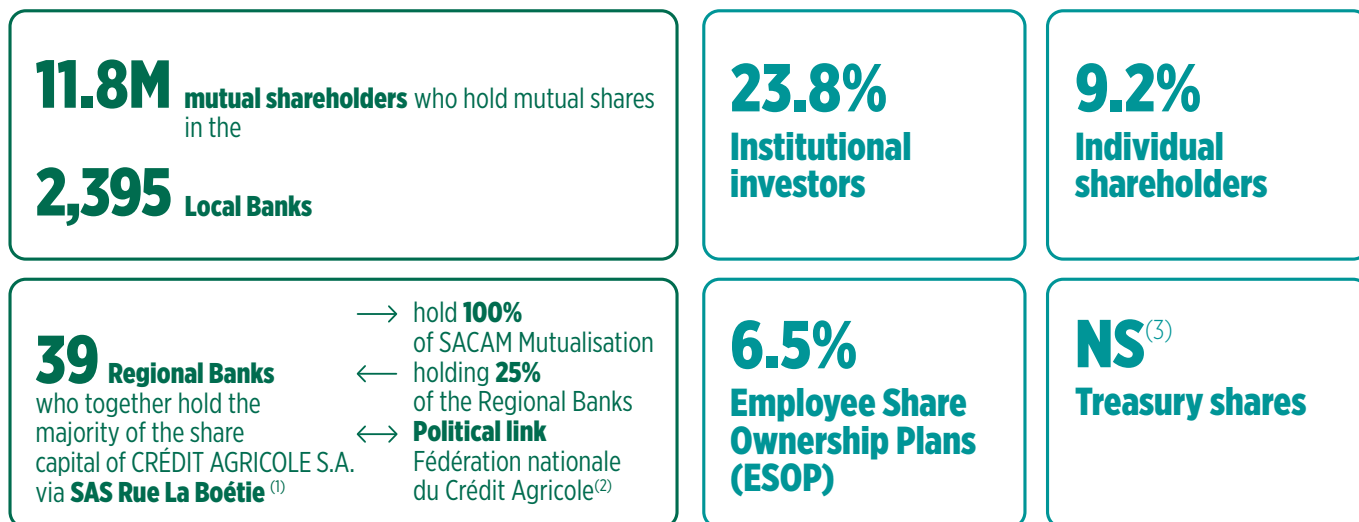 11.8M mutual shareholders who hold mutual shares
in the
2,395 Local Banks
23.8%
Institutional
investors
9.2%
Individual
shareholders
39 Regional Banks
who together hold the
majority of the share
capital of CRÉDIT AGRICOLE S.A.
via SAS Rue La Boétie (1)
→ hold 100%
of SACAM Mutualisation
← holding 25%
of the Regional Banks
↔ Political link
Fédération nationale
du Crédit Agricole(2)
6.5%
Employee Share
Ownership Plans
(ESOP)
NS(3)
Treasury shares